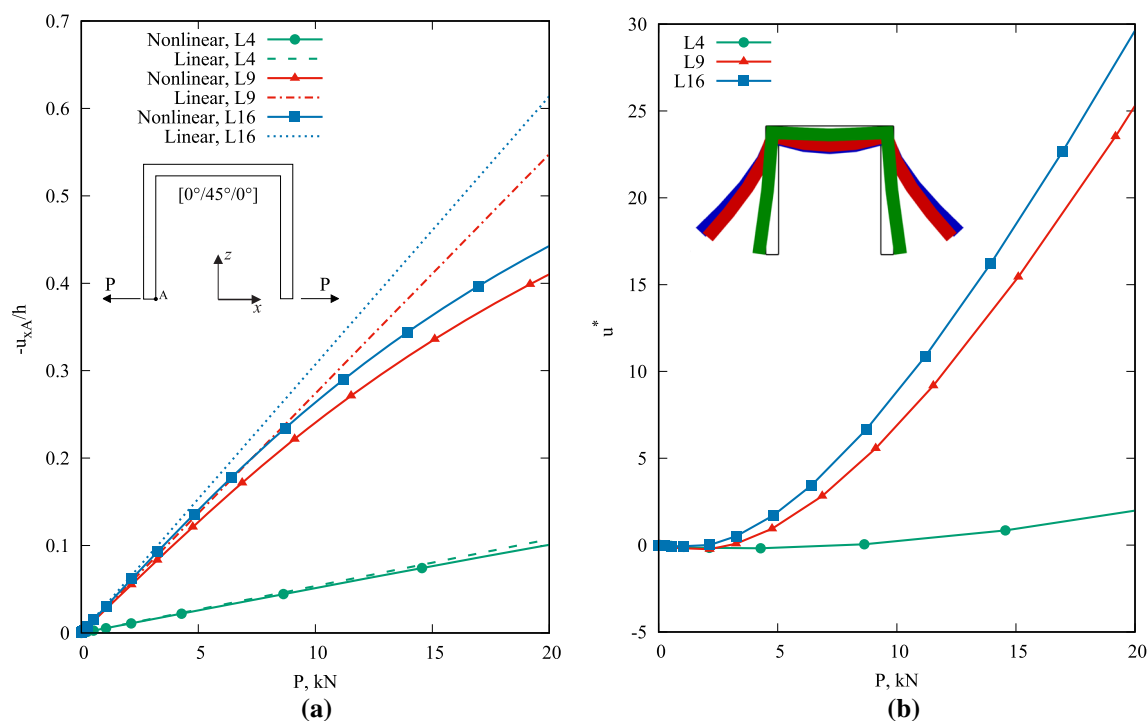 0.7
0.6
0.5
0.4
0.3
0.2
0.1
0
-u_xA/h
Nonlinear, L4
Linear, L4
Nonlinear, L9
Linear, L9
Nonlinear, L16
Linear, L16
[0°/45°/0°]
P
A
z
x
P
0 5 10 15 20
P, kN
(a)
30
25
20
15
10
5
0
-5
u*
L4
L9
L16
0 5 10 15 20
P, kN
(b)